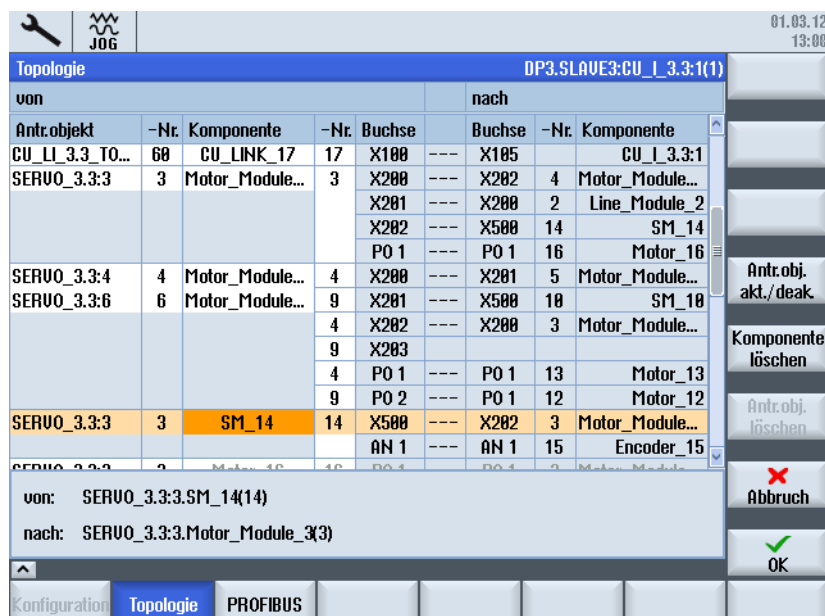 JOG
01.03.12
13:00
Topologie DP3.SLAVE3:CU_I_3.3:1(1)
von nach
Antr.objekt -Nr. Komponente -Nr. Buchse Buchse -Nr. Komponente
CU_LI_3.3_TO... 60 CU_LINK_17 17 X100 --- X105 CU_I_3.3:1
SERVO_3.3:3 3 Motor_Module... 3 X200 --- X202 4 Motor_Module...
X201 --- X200 2 Line_Module_2
X202 --- X500 14 SM_14
PO 1 --- PO 1 16 Motor_16
SERVO_3.3:4 4 Motor_Module... 4 X200 --- X201 5 Motor_Module...
SERVO_3.3:6 6 Motor_Module... 9 X201 --- X500 10 SM_10
4 X202 --- X200 3 Motor_Module...
9 X203
4 PO 1 --- PO 1 13 Motor_13
9 PO 2 --- PO 1 12 Motor_12
SERVO_3.3:3 3 SM_14 14 X500 --- X202 3 Motor_Module...
AN 1 --- AN 1 15 Encoder_15
von: SERVO_3.3:3.SM_14(14)
nach: SERVO_3.3:3.Motor_Module_3(3)
Antr.obj.
akt./deak.
Komponente
löschen
Antr.obj.
löschen
Abbruch
OK
Konfiguration Topologie PROFIBUS